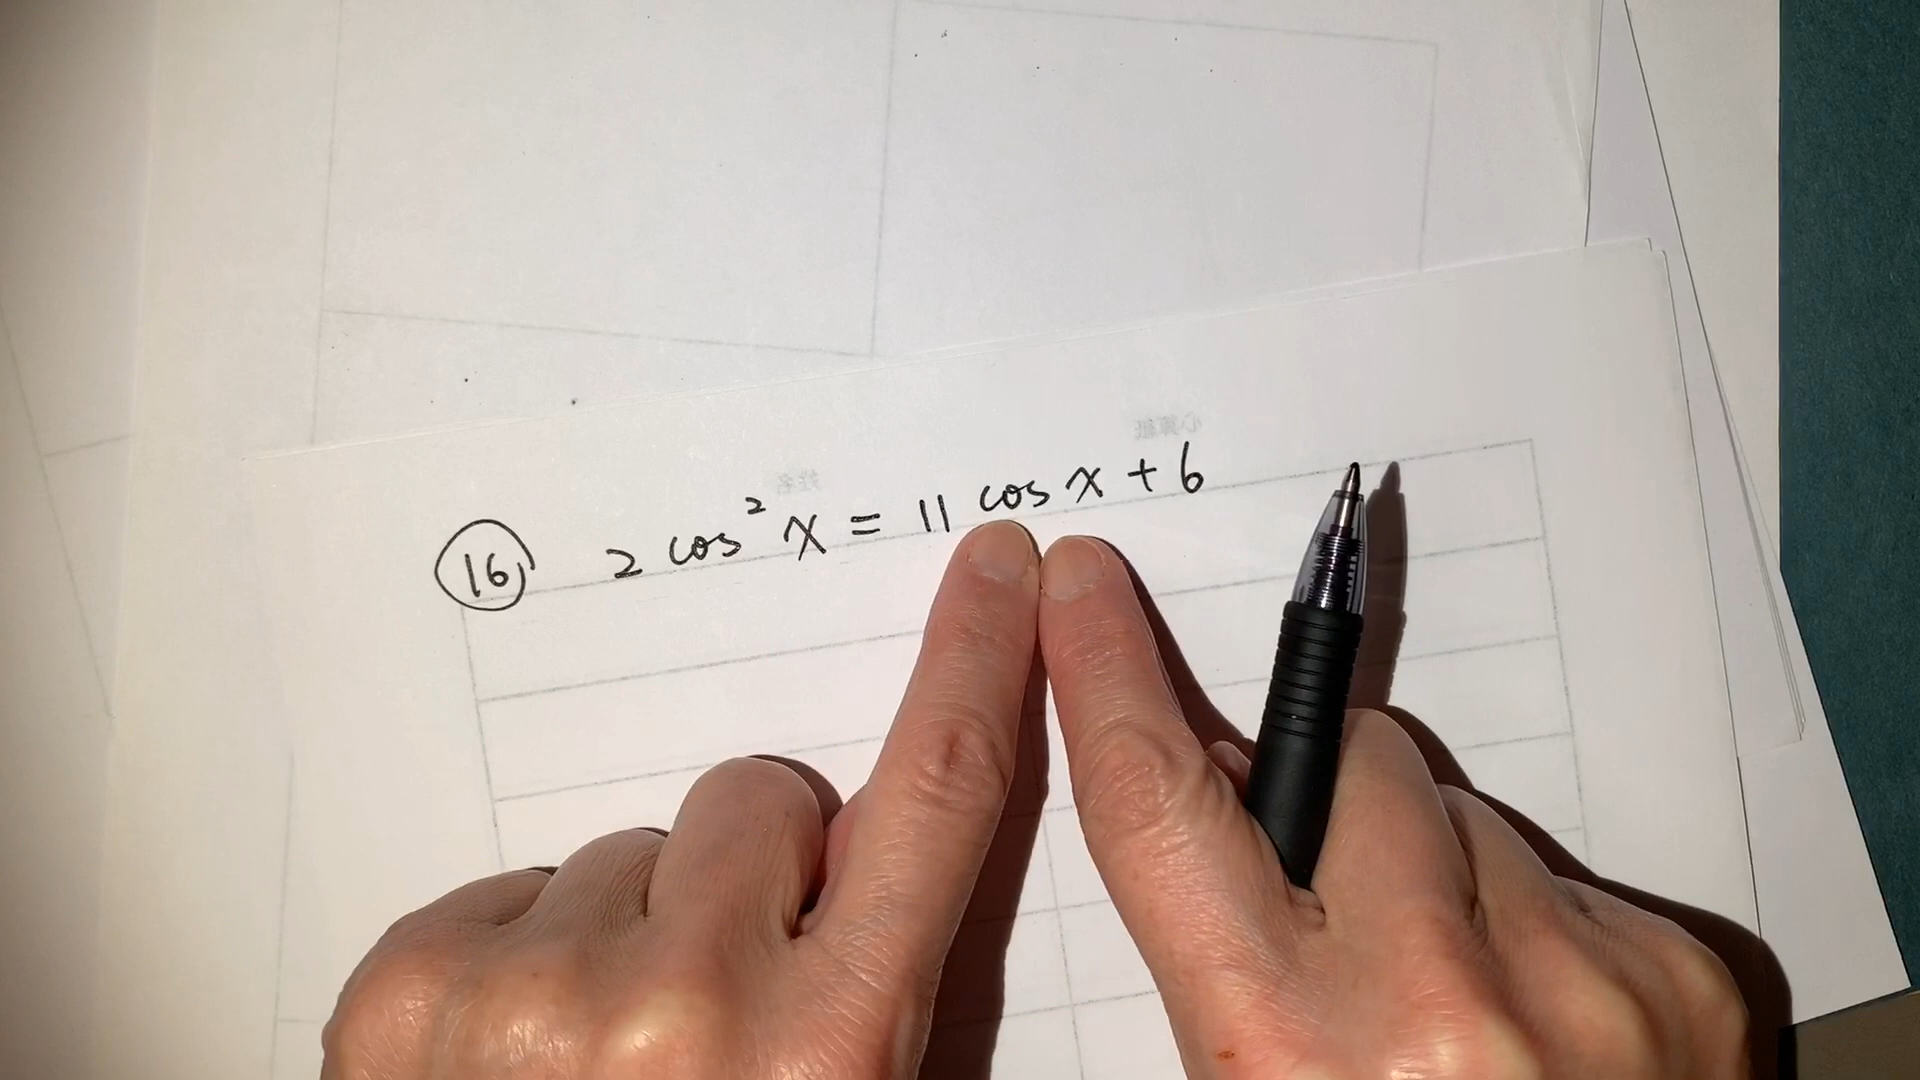 ⑯ 2 cos² x = 11 cos x + 6